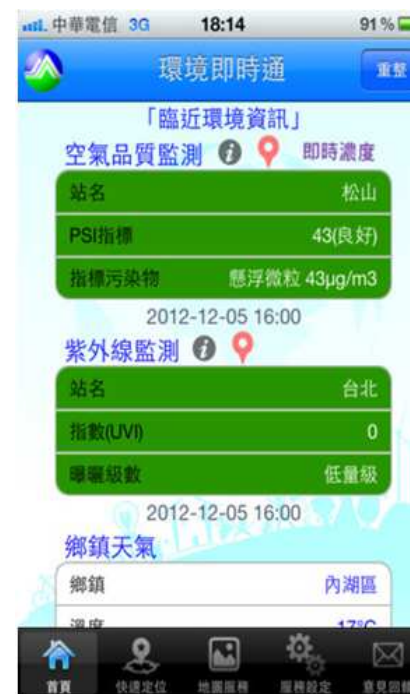 中華電信 3G 18:14 91%
環境即時通 重整
「臨近環境資訊」
空氣品質監測 i 即時濃度
站名 松山
PSI指標 43(良好)
指標污染物 懸浮微粒 43μg/m3
2012-12-05 16:00
紫外線監測 i
站名 台北
指數(UVI) 0
曝曬級數 低量級
2012-12-05 16:00
鄉鎮天氣
鄉鎮 內湖區
溫度 17°C
首頁 快速定位 地圖服務 服務設定 意見回饋